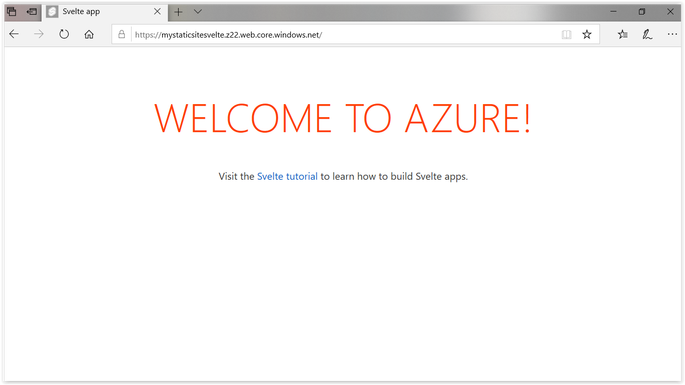 Svelte app
https://mystaticsitesvelte.z22.web.core.windows.net/
WELCOME TO AZURE!
Visit the Svelte tutorial to learn how to build Svelte apps.